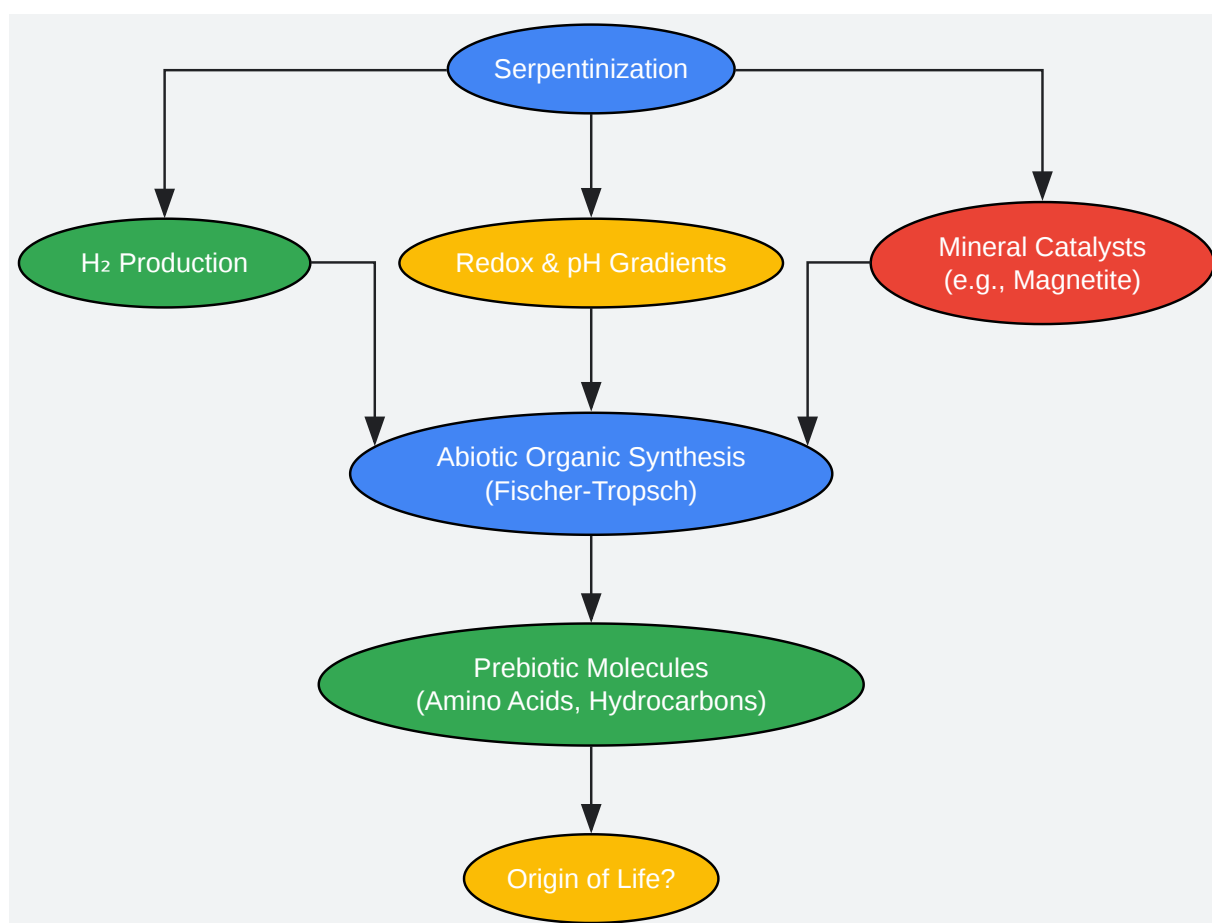 Serpentinization
H₂ Production
Redox & pH Gradients
Mineral Catalysts
(e.g., Magnetite)
Abiotic Organic Synthesis
(Fischer-Tropsch)
Prebiotic Molecules
(Amino Acids, Hydrocarbons)
Origin of Life?